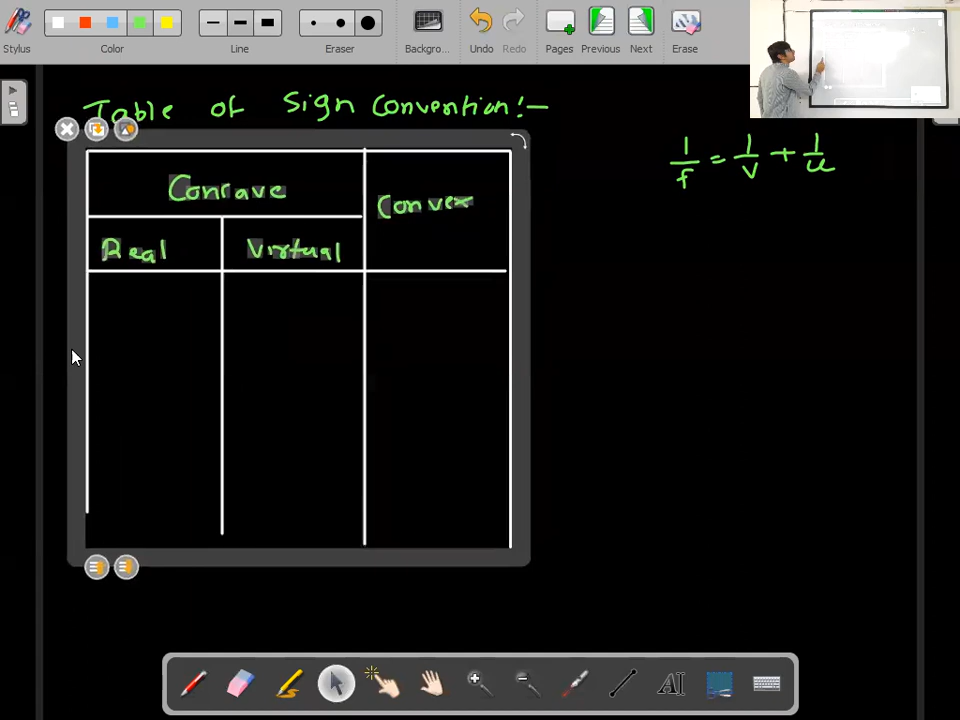 Stylus Color Line Eraser Backgro... Undo Redo Pages Previous Next Erase
Table of Sign Convention:-
1/f = 1/v + 1/u
Concave Convex
Real Virtual